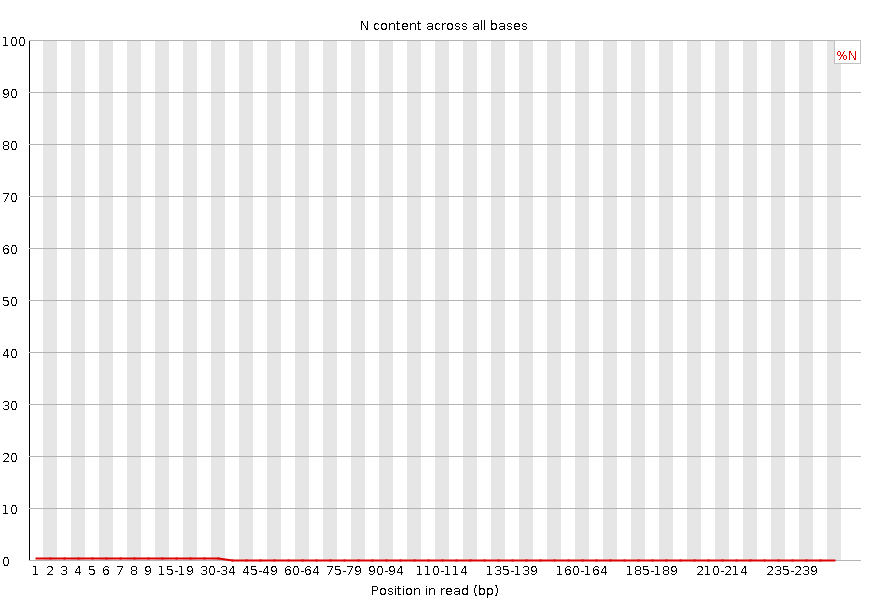 N content across all bases
%N
100
90
80
70
60
50
40
30
20
10
0
1 2 3 4 5 6 7 8 9 15-19 30-34 45-49 60-64 75-79 90-94 110-114 135-139 160-164 185-189 210-214 235-239
Position in read (bp)